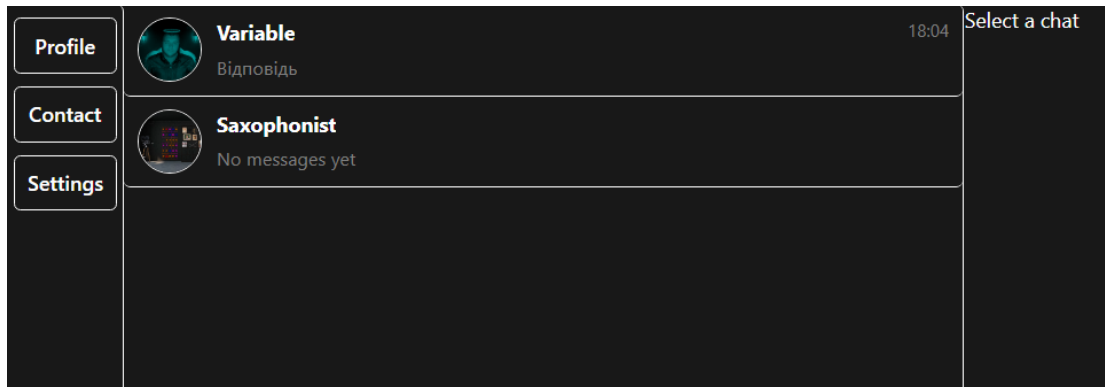 Profile
Contact
Settings
Variable
18:04
Відповідь
Saxophonist
No messages yet
Select a chat